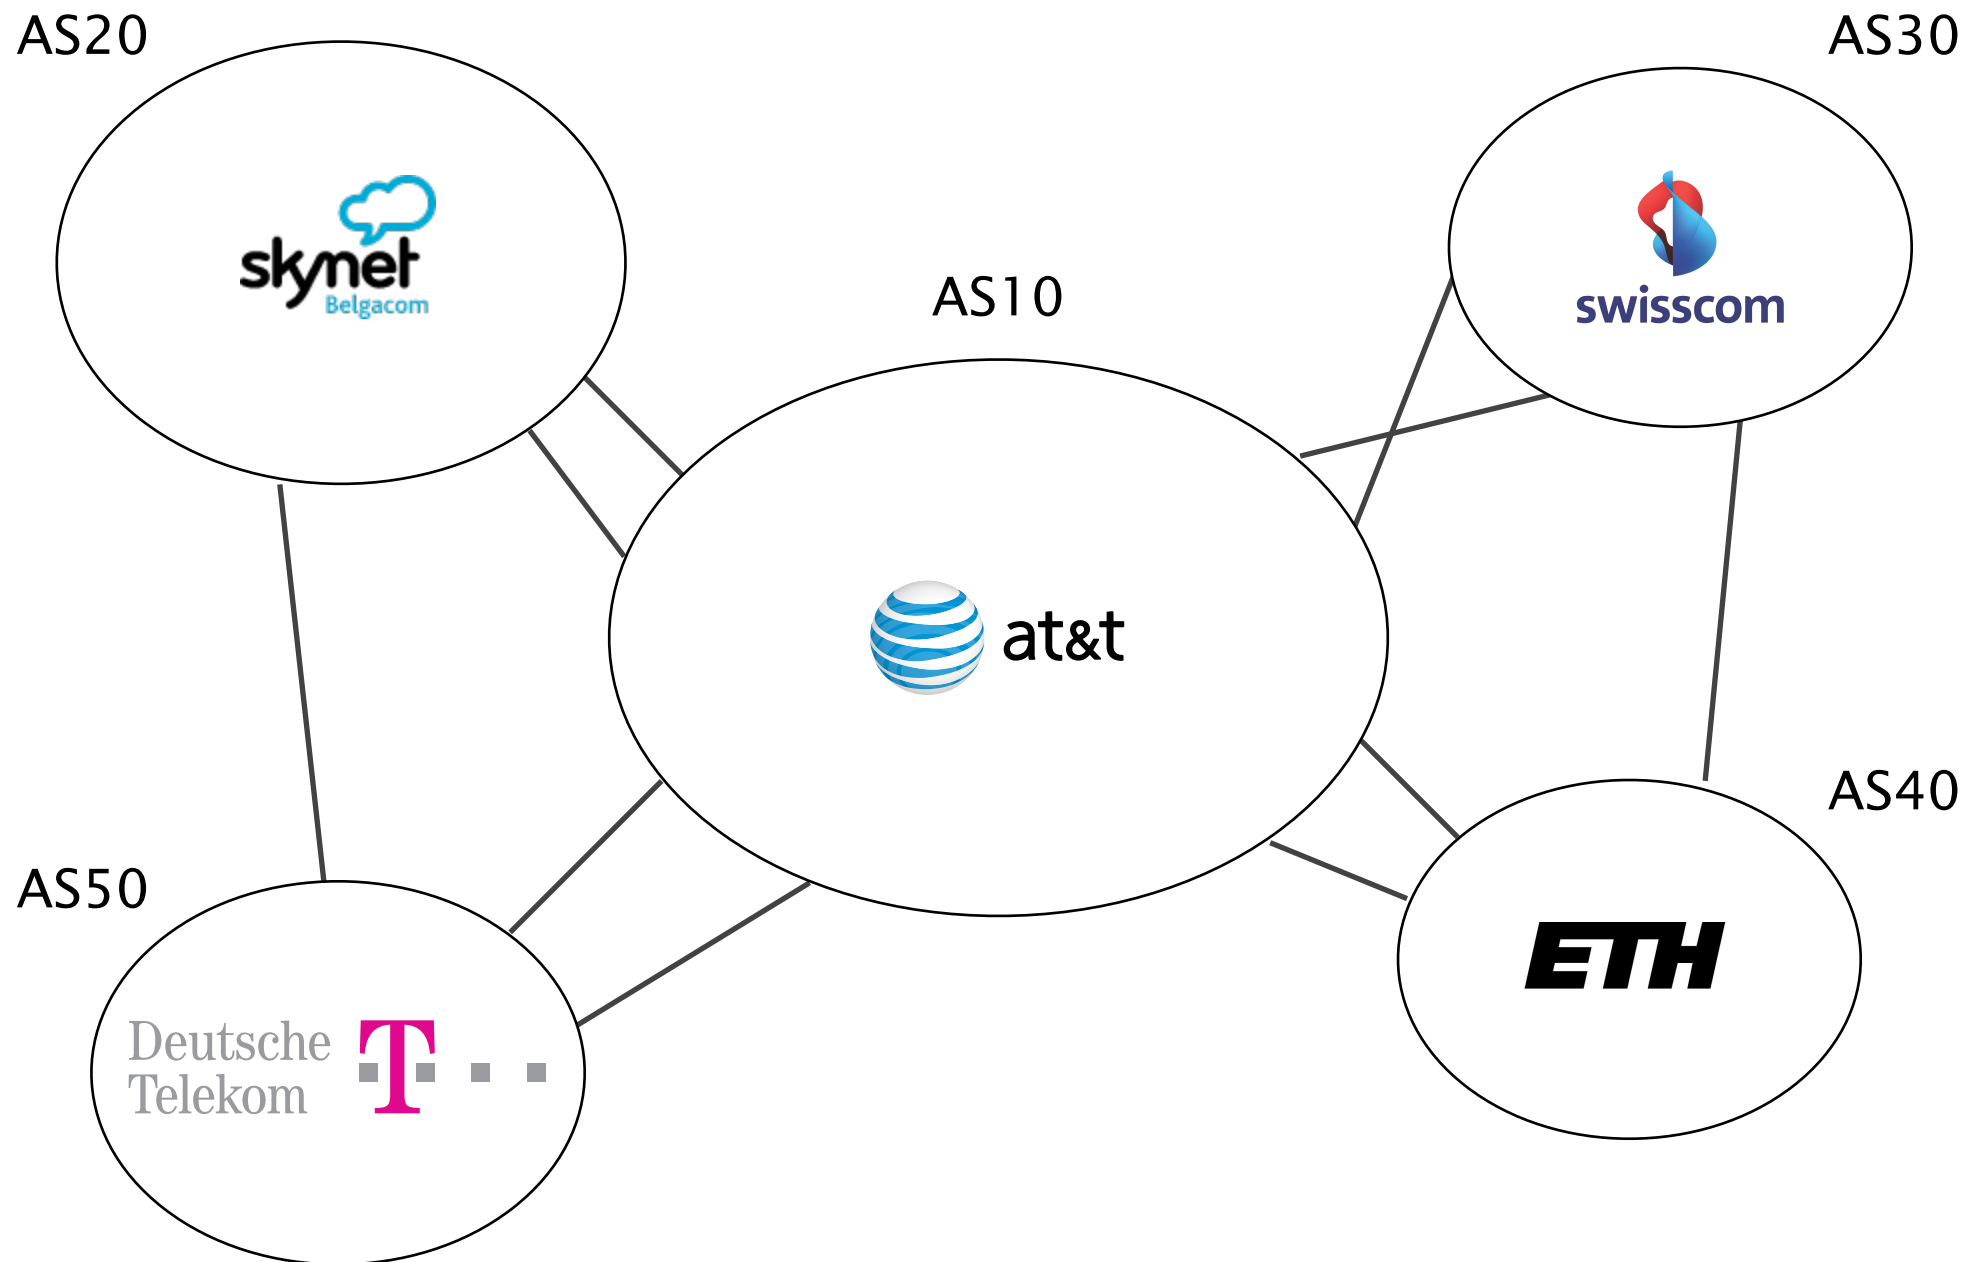 AS20
AS30
skynet
Belgacom
swisscom
AS10
at&t
AS40
AS50
ETH
Deutsche
Telekom
T